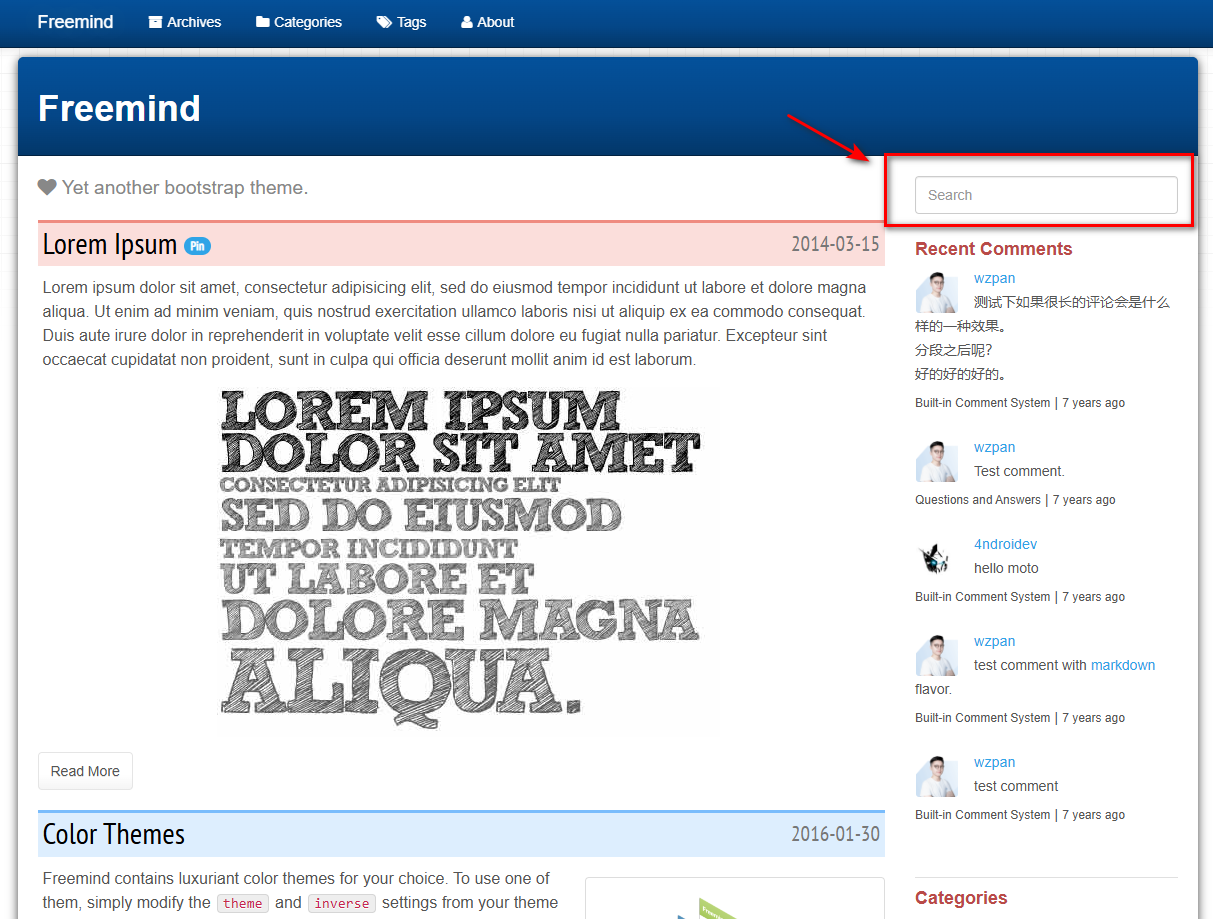 Freemind Archives Categories Tags About
Freemind
Yet another bootstrap theme.
Lorem Ipsum Pin 2014-03-15
Lorem ipsum dolor sit amet, consectetur adipisicing elit, sed do eiusmod tempor incididunt ut labore et dolore magna
aliqua. Ut enim ad minim veniam, quis nostrud exercitation ullamco laboris nisi ut aliquip ex ea commodo consequat.
Duis aute irure dolor in reprehenderit in voluptate velit esse cillum dolore eu fugiat nulla pariatur. Excepteur sint
occaecat cupidatat non proident, sunt in culpa qui officia deserunt mollit anim id est laborum.
LOREM IPSUM
DOLOR SIT AMET
CONSECTETUR ADIPISICING ELIT
SED DO EIUSMOD
TEMPOR INCIDIDUNT
UT LABORE ET
DOLORE MAGNA
ALIQUA.
Read More
Color Themes 2016-01-30
Freemind contains luxuriant color themes for your choice. To use one of
them, simply modify the theme and inverse settings from your theme
Search
Recent Comments
wzpan
测试下如果很长的评论会是什么
样的一种效果。
分段之后呢?
好的好的好的。
Built-in Comment System | 7 years ago
wzpan
Test comment.
Questions and Answers | 7 years ago
4ndroidev
hello moto
Built-in Comment System | 7 years ago
wzpan
test comment with markdown
flavor.
Built-in Comment System | 7 years ago
wzpan
test comment
Built-in Comment System | 7 years ago
Categories